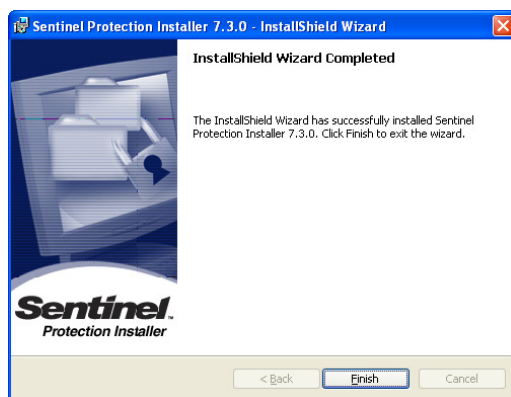 Sentinel Protection Installer 7.3.0 - InstallShield Wizard
InstallShield Wizard Completed
The InstallShield Wizard has successfully installed Sentinel
Protection Installer 7.3.0. Click Finish to exit the wizard.
Sentinel™
Protection Installer
< Back
Finish
Cancel